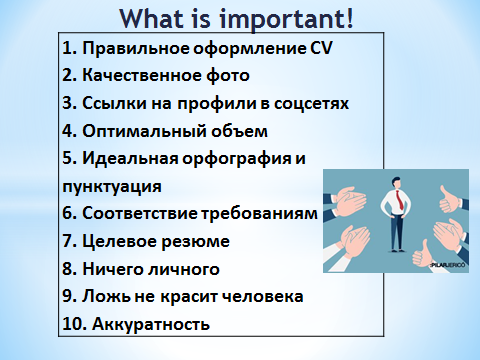 What is important!
1. Правильное оформление CV
2. Качественное фото
3. Ссылки на профили в соцсетях
4. Оптимальный объем
5. Идеальная орфография и
пунктуация
6. Соответствие требованиям
7. Целевое резюме
8. Ничего личного
9. Ложь не красит человека
10. Аккуратность
PILARJERICO